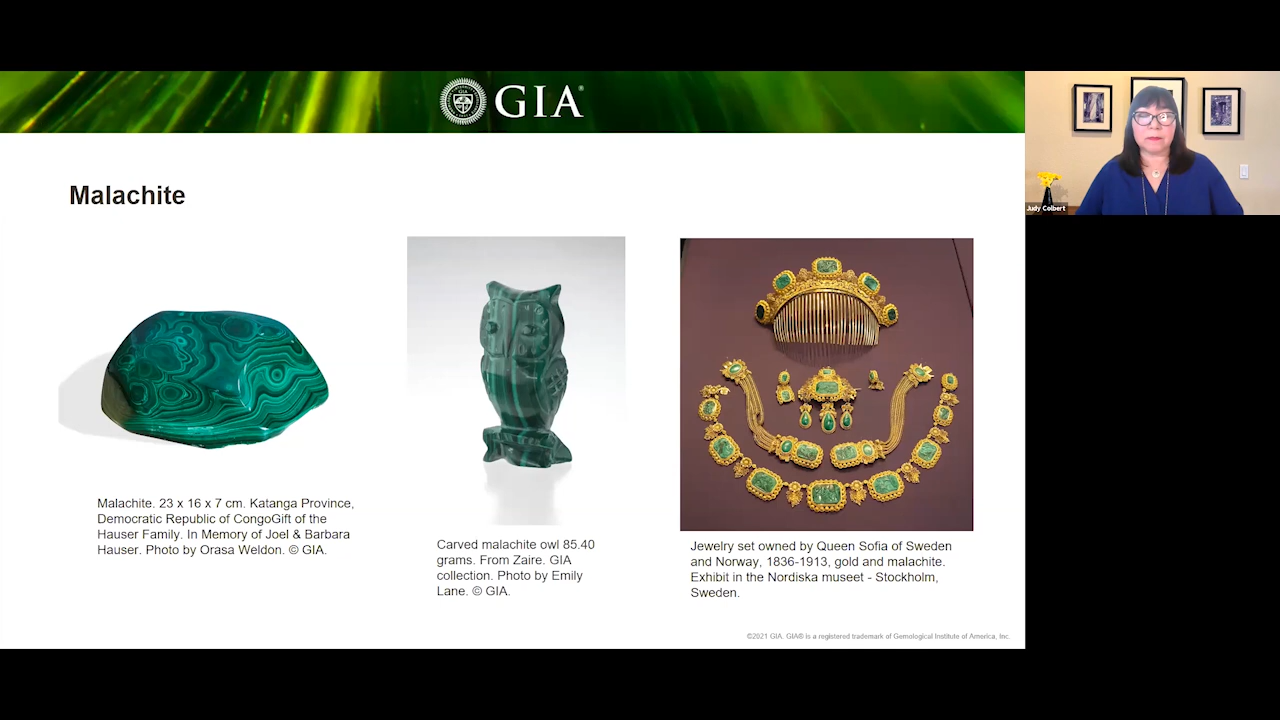 GIA
Malachite
Malachite. 23 x 16 x 7 cm. Katanga Province,
Democratic Republic of CongoGift of the
Hauser Family. In Memory of Joel & Barbara
Hauser. Photo by Orasa Weldon. © GIA.
Carved malachite owl 85.40
grams. From Zaire. GIA
collection. Photo by Emily
Lane. © GIA.
Jewelry set owned by Queen Sofia of Sweden
and Norway, 1836-1913, gold and malachite.
Exhibit in the Nordiska museet - Stockholm,
Sweden.
©2021 GIA. GIA® is a registered trademark of Gemological Institute of America, Inc.
Judy Colbert